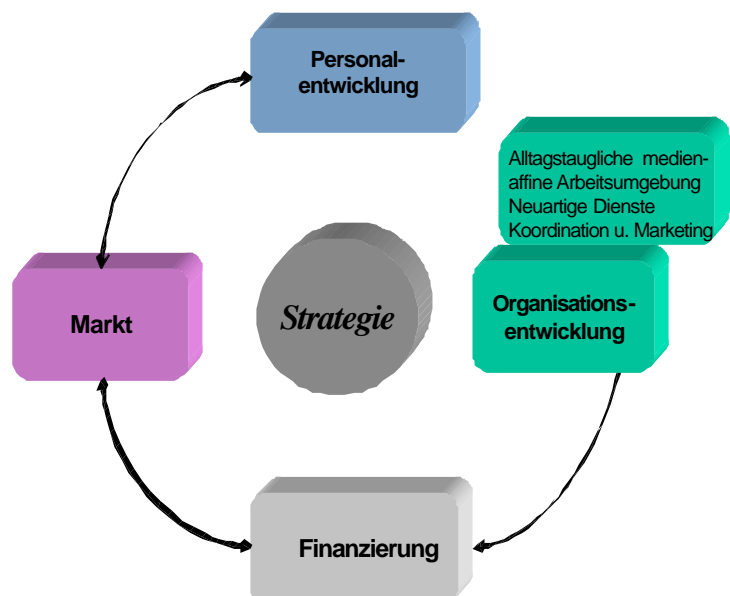 Personal-
entwicklung
Alltagstaugliche medien-
affine Arbeitsumgebung
Neuartige Dienste
Koordination u. Marketing
Markt
Strategie
Organisations-
entwicklung
Finanzierung